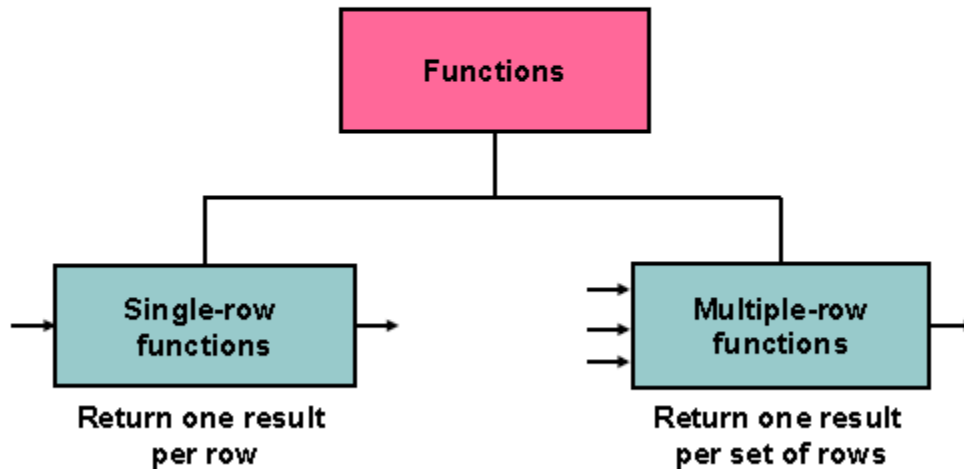 Functions
Single-row
functions
Multiple-row
functions
Return one result
per row
Return one result
per set of rows